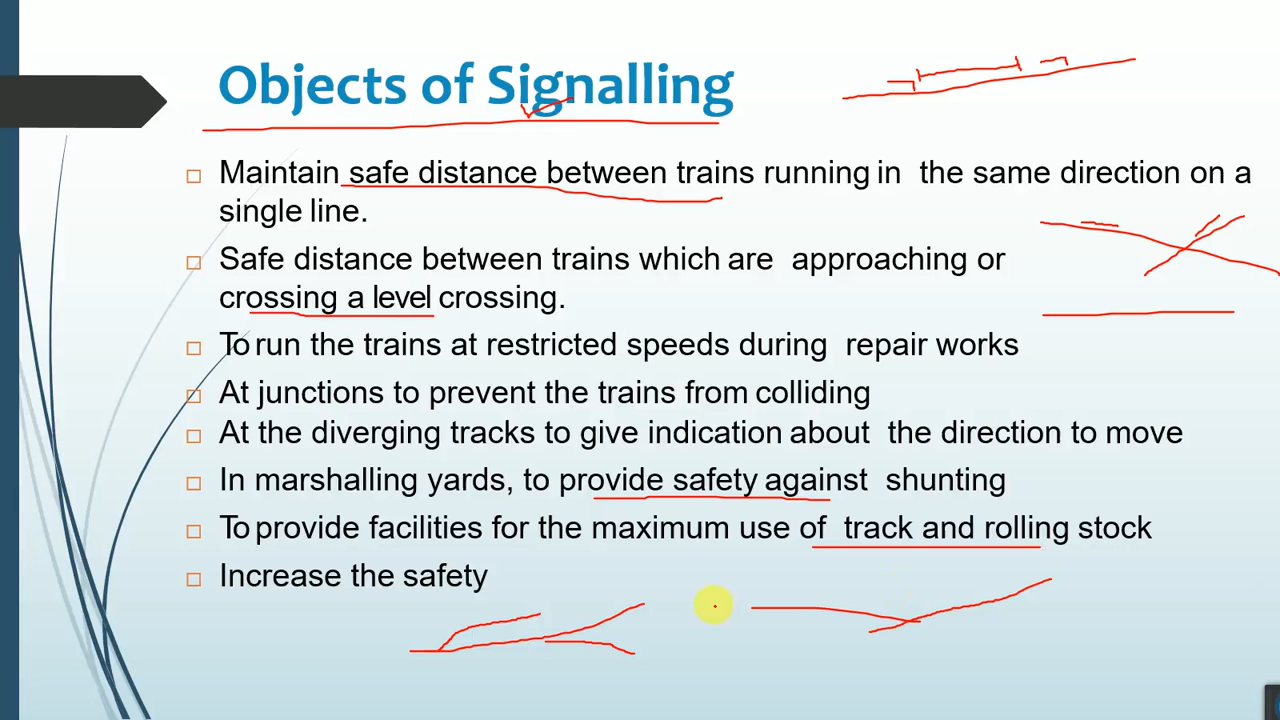 Objects of Signalling
Maintain safe distance between trains running in the same direction on a
single line.
Safe distance between trains which are approaching or
crossing a level crossing.
To run the trains at restricted speeds during repair works
At junctions to prevent the trains from colliding
At the diverging tracks to give indication about the direction to move
In marshalling yards, to provide safety against shunting
To provide facilities for the maximum use of track and rolling stock
Increase the safety